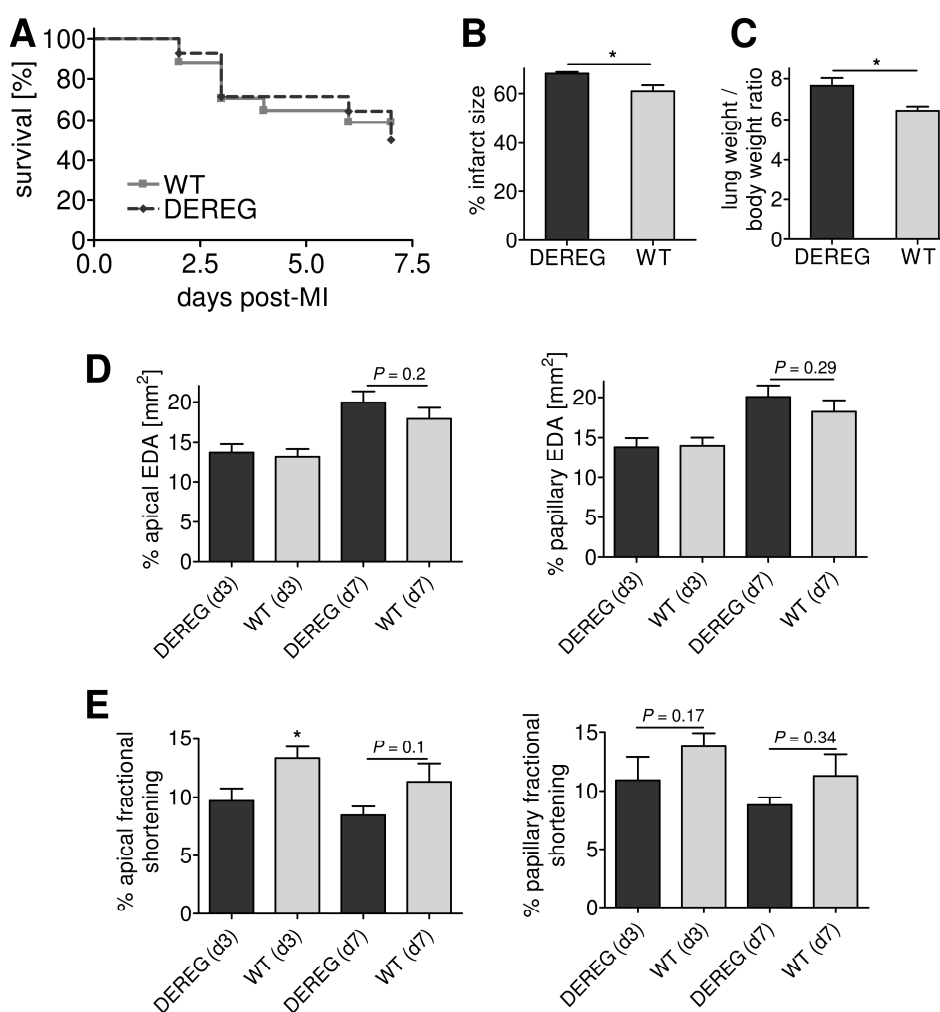 A
survival [%]
100
80
60
40
20
0
WT
DEREG
0.0 2.5 5.0 7.5
days post-MI
B
% infarct size
60
40
20
0
*
DEREG WT
C
lung weight /
body weight ratio
8
6
4
2
0
*
DEREG WT
D
% apical EDA [mm²]
20
15
10
5
0
P = 0.2
DEREG (d3)
WT (d3)
DEREG (d7)
WT (d7)
% papillary EDA [mm²]
20
15
10
5
0
P = 0.29
DEREG (d3)
WT (d3)
DEREG (d7)
WT (d7)
E
% apical fractional
shortening
15
10
5
0
*
P = 0.1
DEREG (d3)
WT (d3)
DEREG (d7)
WT (d7)
% papillary fractional
shortening
15
10
5
0
P = 0.17
P = 0.34
DEREG (d3)
WT (d3)
DEREG (d7)
WT (d7)